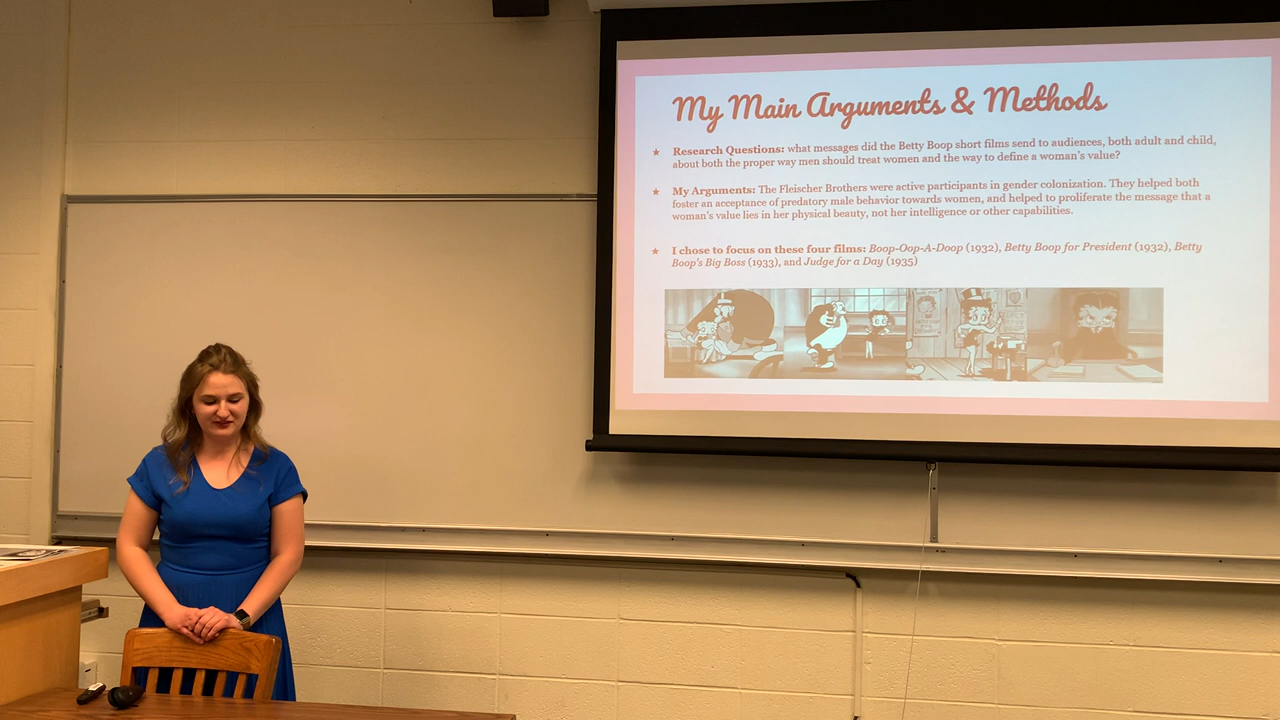 My Main Arguments & Methods
★ Research Questions: what messages did the Betty Boop short films send to audiences, both adult and child,
about both the proper way men should treat women and the way to define a woman's value?
★ My Arguments: The Fleischer Brothers were active participants in gender colonization. They helped both
foster an acceptance of predatory male behavior towards women, and helped to proliferate the message that a
woman's value lies in her physical beauty, not her intelligence or other capabilities.
★ I chose to focus on these four films: Boop-Oop-A-Doop (1932), Betty Boop for President (1932), Betty
Boop's Big Boss (1933), and Judge for a Day (1935)